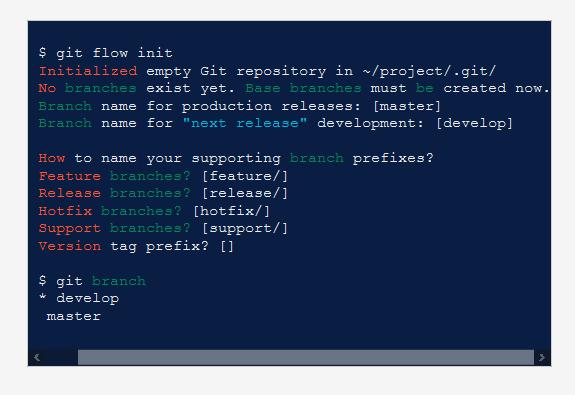 $ git flow init
Initialized empty Git repository in ~/project/.git/
No branches exist yet. Base branches must be created now.
Branch name for production releases: [master]
Branch name for "next release" development: [develop]
How to name your supporting branch prefixes?
Feature branches? [feature/]
Release branches? [release/]
Hotfix branches? [hotfix/]
Support branches? [support/]
Version tag prefix? []
$ git branch
* develop
master